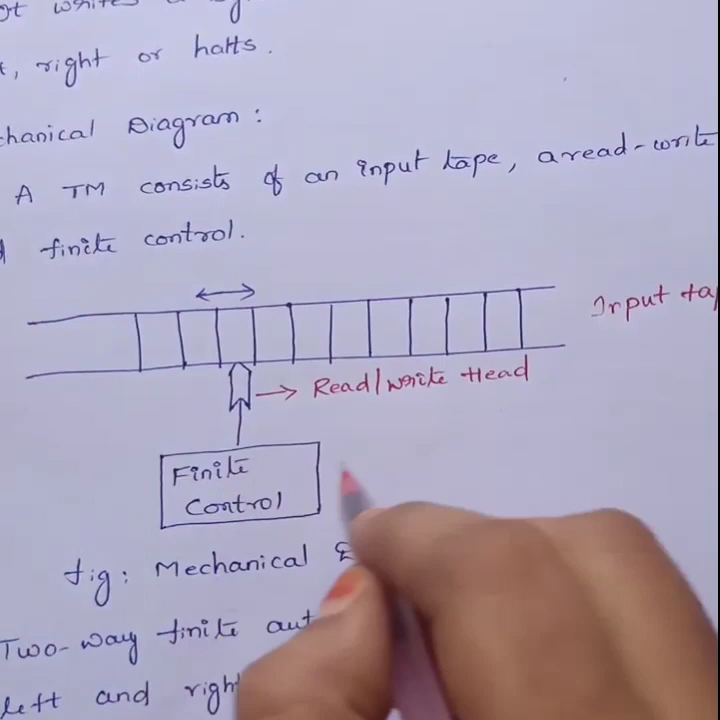 right or halts.
Diagram:
A TM consists of an input tape, a read-write
finite control.
Input
Read/Write Head
Finite
Control
fig: Mechanical
Two-way finite
left and